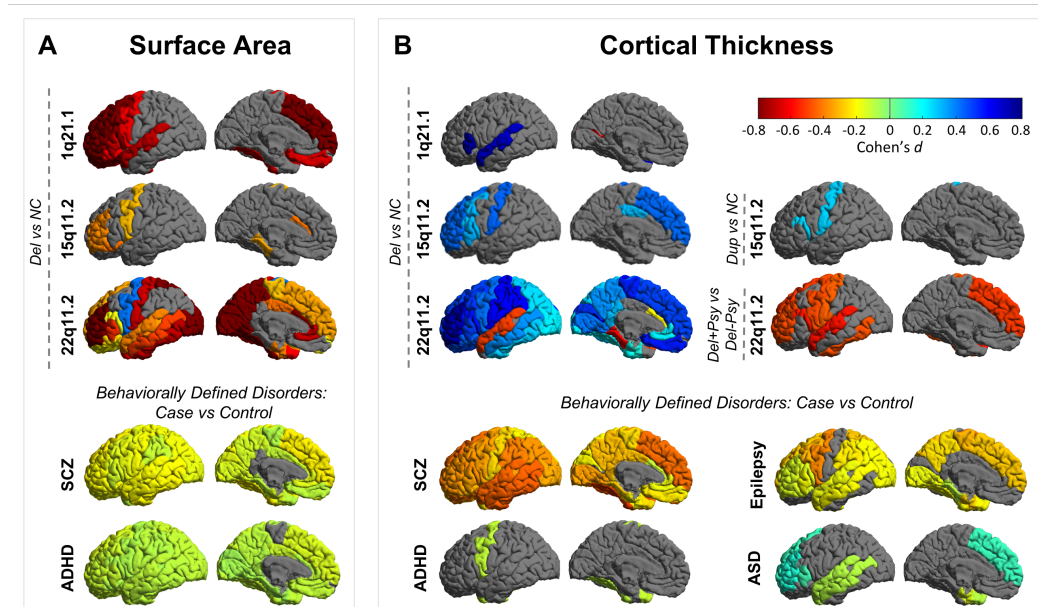 A
Surface Area
Del vs NC
1q21.1
15q11.2
22q11.2
Behaviorally Defined Disorders:
Case vs Control
SCZ
ADHD
B
Cortical Thickness
-0.8 -0.6 -0.4 -0.2 0 0.2 0.4 0.6 0.8
Cohen's d
Del vs NC
1q21.1
15q11.2
22q11.2
Dup vs NC
15q11.2
Del+Psy vs
Del-Psy
22q11.2
Behaviorally Defined Disorders: Case vs Control
SCZ
ADHD
Epilepsy
ASD